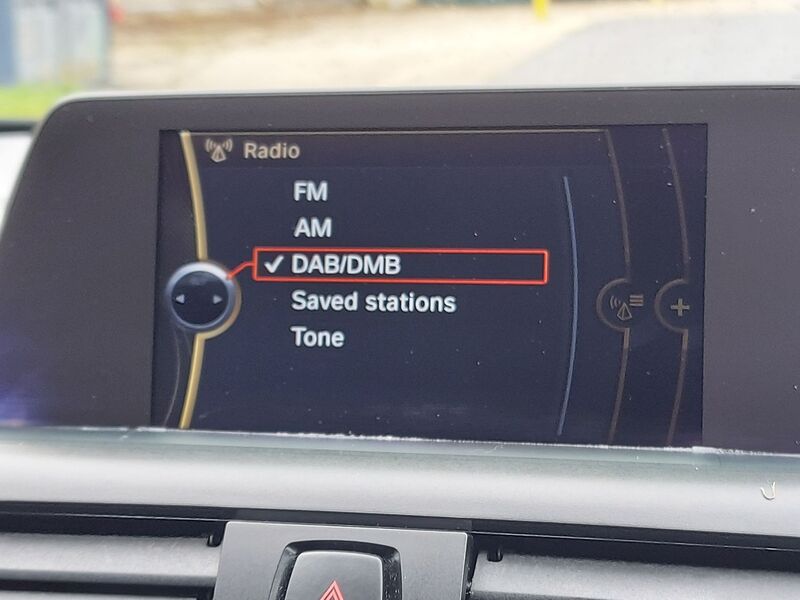 Radio
FM
AM
✓ DAB/DMB
Saved stations
Tone